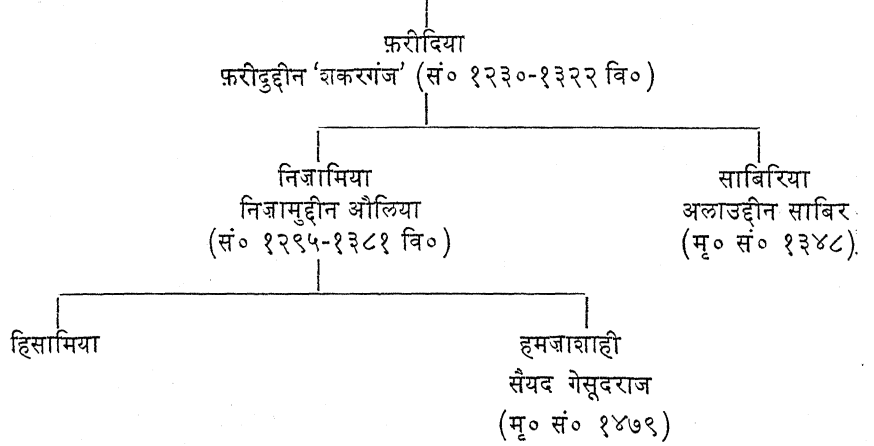 फ़रीदिया
फ़रीदुद्दीन ‘शकरगंज’ (सं० १२३०-१३२२ वि०)
निज़ामिया
निज़ामुद्दीन औलिया
(सं० १२९५-१३८१ वि०)
साबिरिया
अलाउद्दीन साबिर
(मृ० सं० १३४८)
हिसामिया
हमज़ाशाही
सैयद गेसूदराज
(मृ० सं० १४७९)